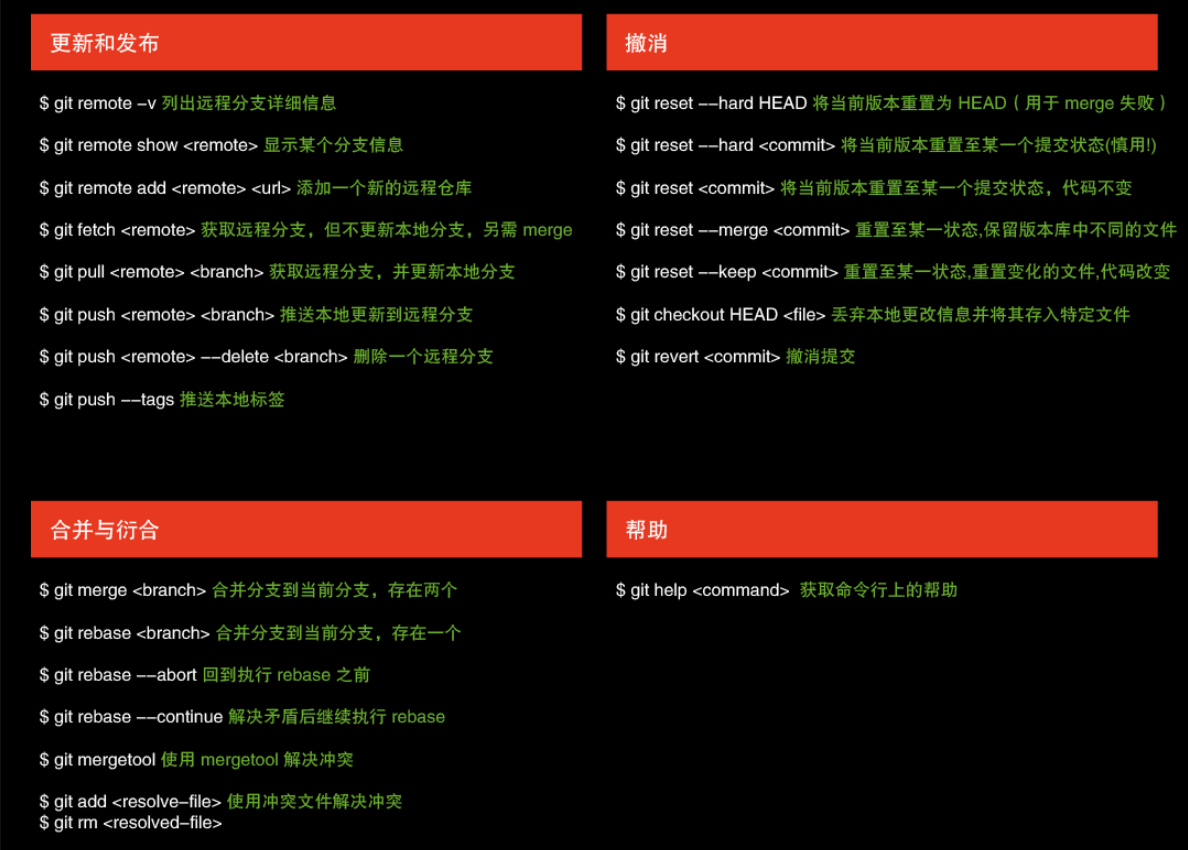 更新和发布
$ git remote -v 列出远程分支详细信息
$ git remote show <remote> 显示某个分支信息
$ git remote add <remote> <url> 添加一个新的远程仓库
$ git fetch <remote> 获取远程分支，但不更新本地分支，另需 merge
$ git pull <remote> <branch> 获取远程分支，并更新本地分支
$ git push <remote> <branch> 推送本地更新到远程分支
$ git push <remote> --delete <branch> 删除一个远程分支
$ git push --tags 推送本地标签
撤消
$ git reset --hard HEAD 将当前版本重置为 HEAD（用于 merge 失败）
$ git reset --hard <commit> 将当前版本重置至某一个提交状态(慎用!)
$ git reset <commit> 将当前版本重置至某一个提交状态，代码不变
$ git reset --merge <commit> 重置至某一状态,保留版本库中不同的文件
$ git reset --keep <commit> 重置至某一状态,重置变化的文件,代码改变
$ git checkout HEAD <file> 丢弃本地更改信息并将其存入特定文件
$ git revert <commit> 撤消提交
合并与衍合
$ git merge <branch> 合并分支到当前分支，存在两个
$ git rebase <branch> 合并分支到当前分支，存在一个
$ git rebase --abort 回到执行 rebase 之前
$ git rebase --continue 解决矛盾后继续执行 rebase
$ git mergetool 使用 mergetool 解决冲突
$ git add <resolve-file> 使用冲突文件解决冲突
$ git rm <resolved-file>
帮助
$ git help <command> 获取命令行上的帮助